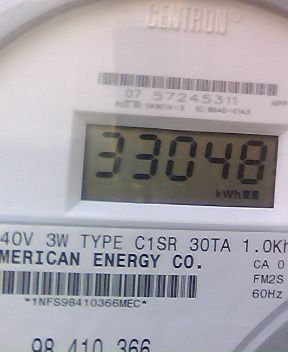 CENTRON®
07 57245311
33048
kWh
40V 3W TYPE C1SR 30TA 1.0Kh
MERICAN ENERGY CO.
CA 0
FM2S
60Hz
*1NFS98410366MEC*
98 410 366